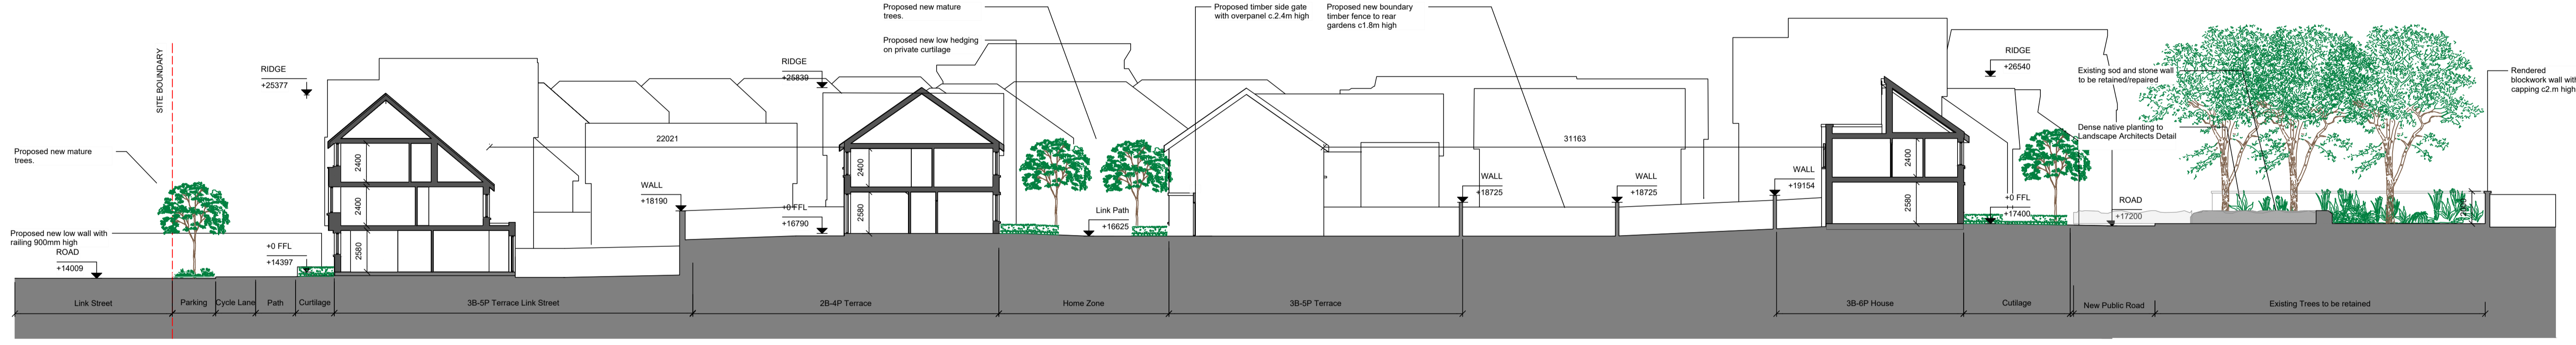 Proposed new mature
trees.
Proposed new low hedging
on private curtilage
Proposed timber side gate
with overpanel c.2.4m high
Proposed new boundary
timber fence to rear
gardens c1.8m high
SITE BOUNDARY
RIDGE
+25377
RIDGE
+25839
RIDGE
+26540
Existing sod and stone wall
to be retained/repaired
Rendered
blockwork wall with
capping c2.m high
Dense native planting to
Landscape Architects Detail
Proposed new mature
trees.
22021
31163
2400
2400
2580
2400
2580
2400
2580
WALL
+18190
WALL
+18725
WALL
+18725
WALL
+19154
+0 FFL
+16790
Link Path
+16625
+0 FFL
+17400
ROAD
+17200
Proposed new low wall with
railing 900mm high
ROAD
+14009
+0 FFL
+14397
Link Street
Parking
Cycle Lane
Path
Curtilage
3B-5P Terrace Link Street
2B-4P Terrace
Home Zone
3B-5P Terrace
3B-6P House
Cutilage
New Public Road
Existing Trees to be retained